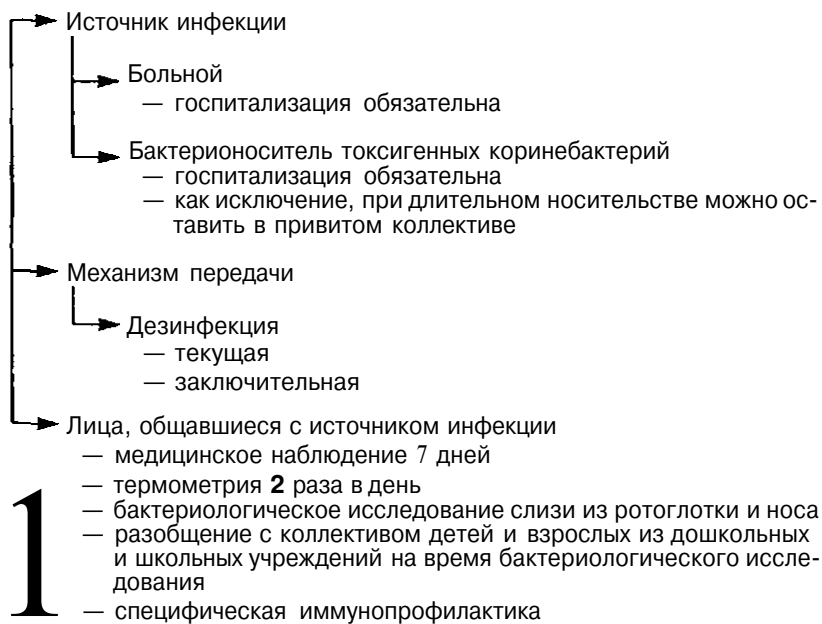 Источник инфекции
Больной
— госпитализация обязательна
Бактерионоситель токсигенных коринебактерий
— госпитализация обязательна
— как исключение, при длительном носительстве можно ос-
тавить в привитом коллективе
Механизм передачи
Дезинфекция
— текущая
— заключительная
Лица, общавшиеся с источником инфекции
— медицинское наблюдение 7 дней
— термометрия 2 раза в день
— бактериологическое исследование слизи из ротоглотки и носа
— разобщение с коллективом детей и взрослых из дошкольных
и школьных учреждений на время бактериологического иссле-
дования
— специфическая иммунопрофилактика
1